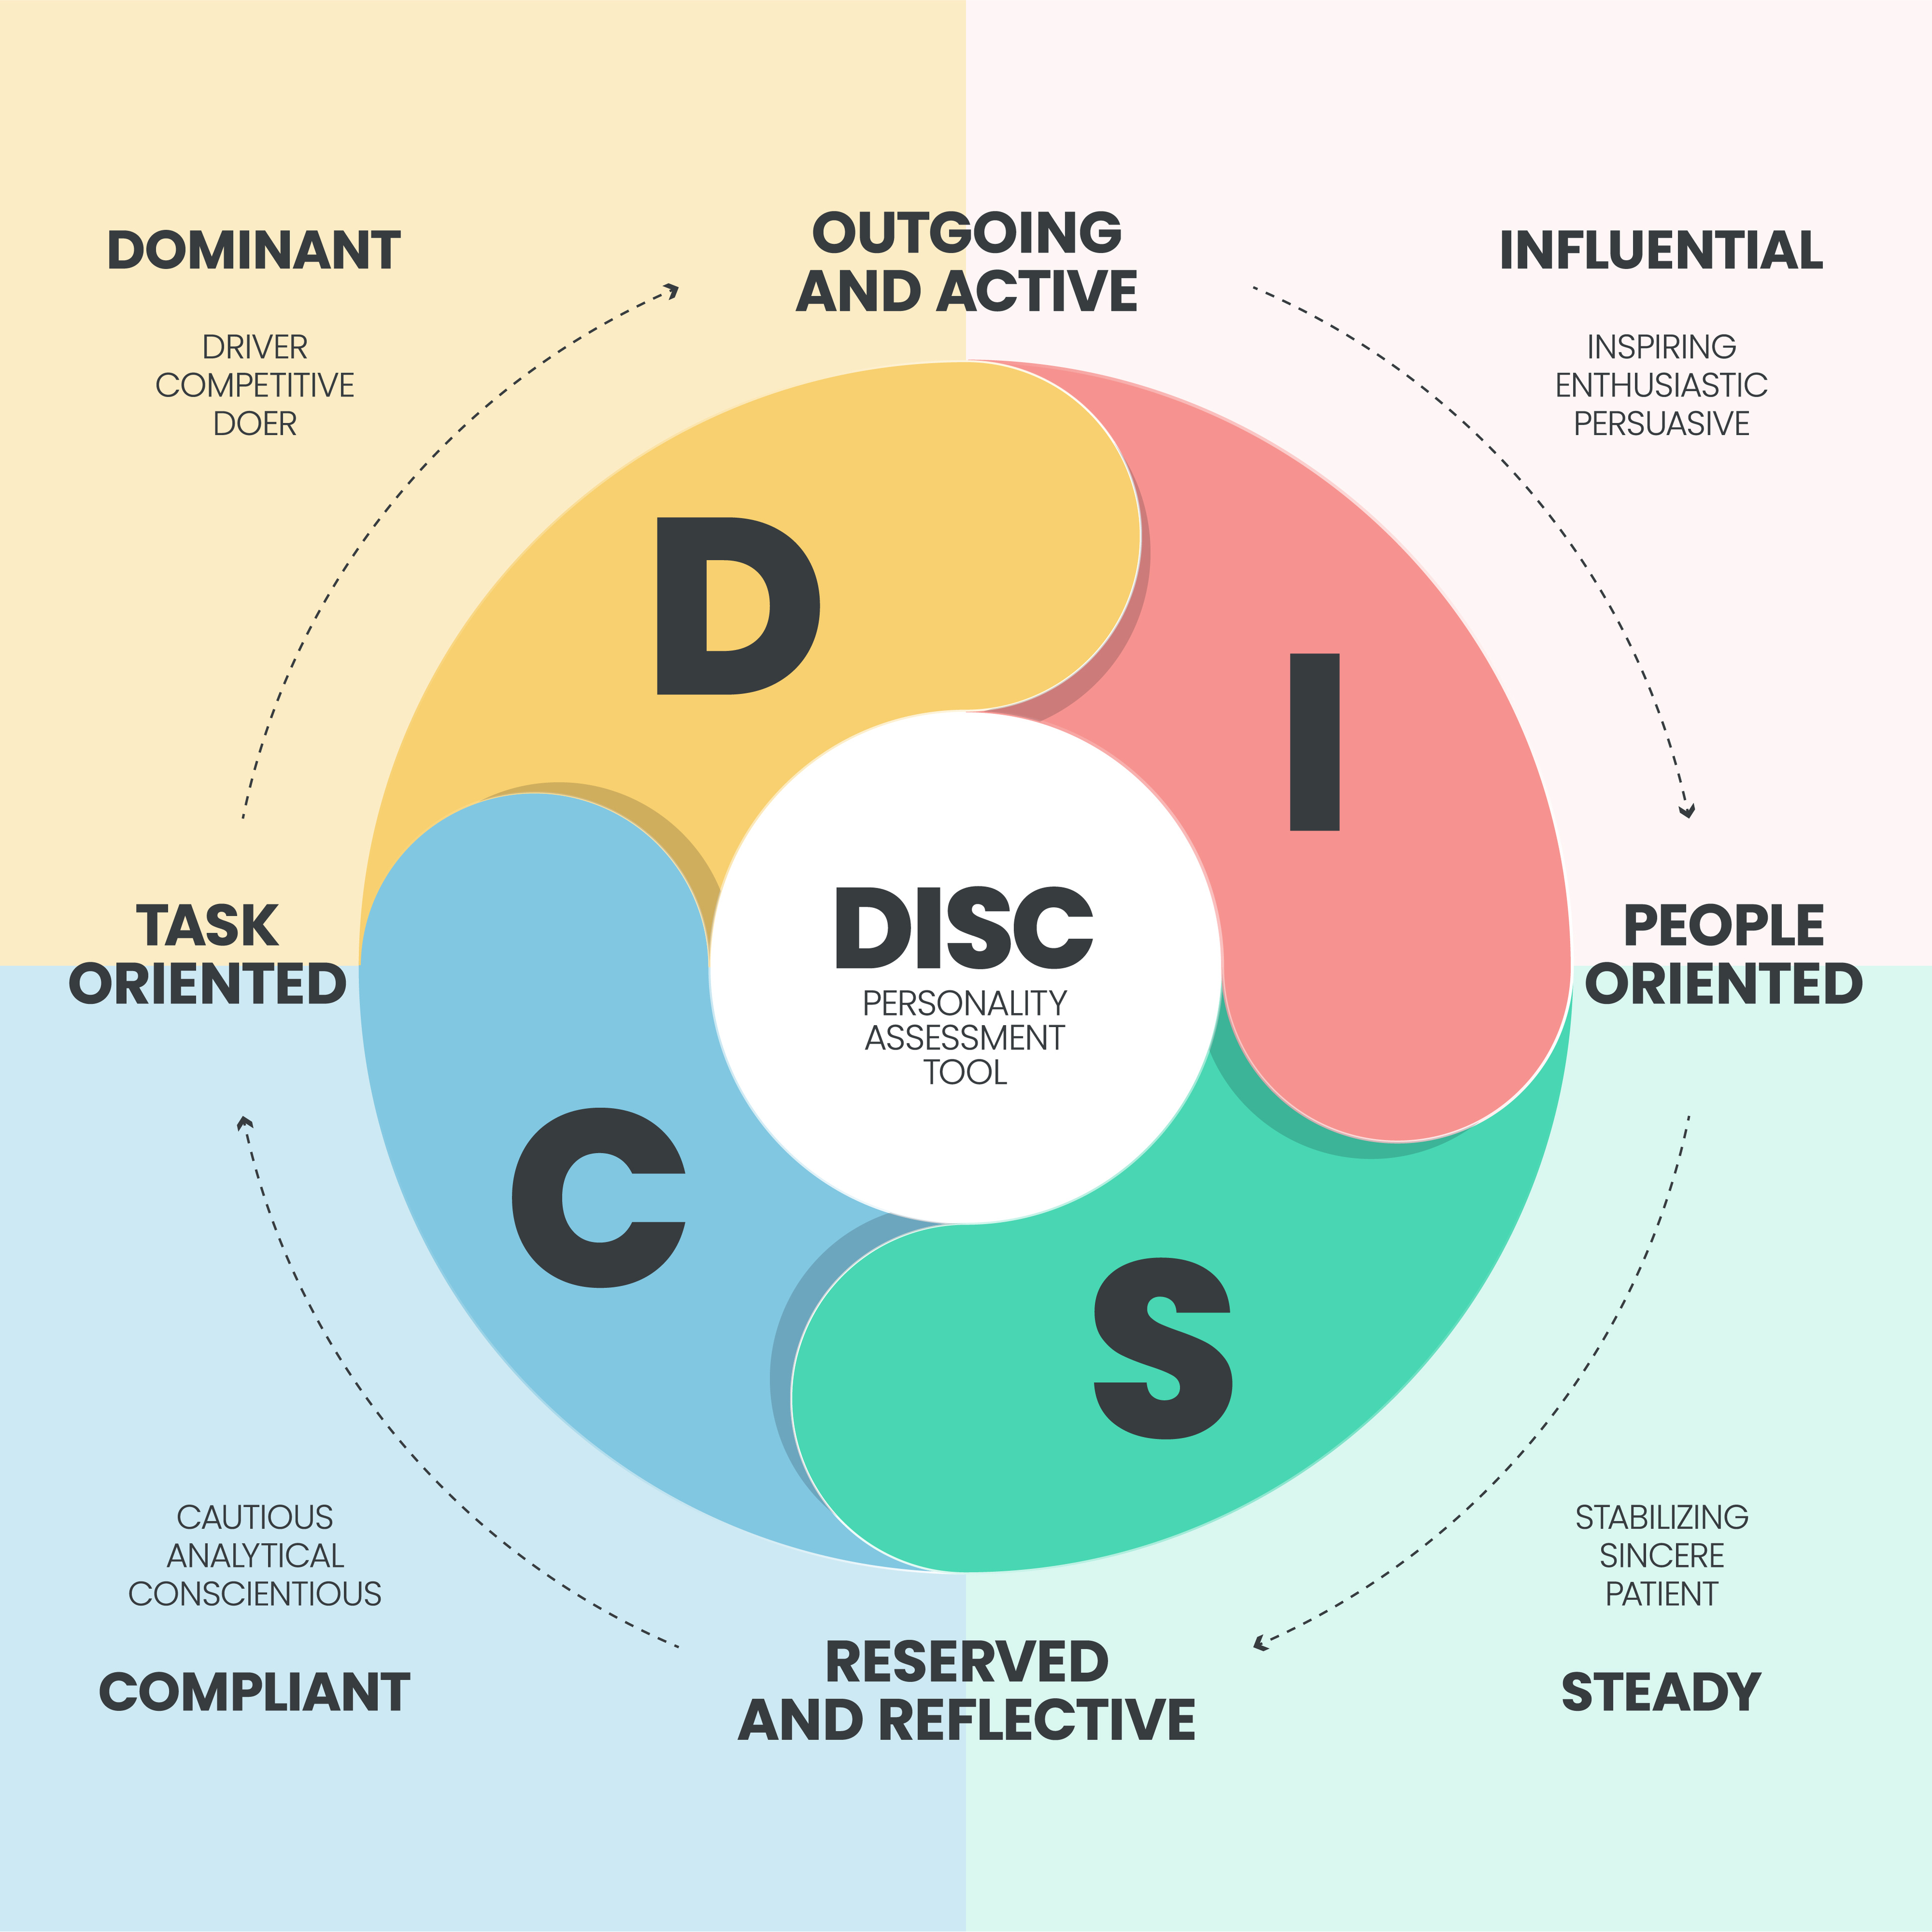 DOMINANT
DRIVER
COMPETITIVE
DOER
OUTGOING
AND ACTIVE
INFLUENTIAL
INSPIRING
ENTHUSIASTIC
PERSUASIVE
D
I
TASK
ORIENTED
DISC
PERSONALITY
ASSESSMENT
TOOL
PEOPLE
ORIENTED
C
S
CAUTIOUS
ANALYTICAL
CONSCIENTIOUS
COMPLIANT
RESERVED
AND REFLECTIVE
STABILIZING
SINCERE
PATIENT
STEADY